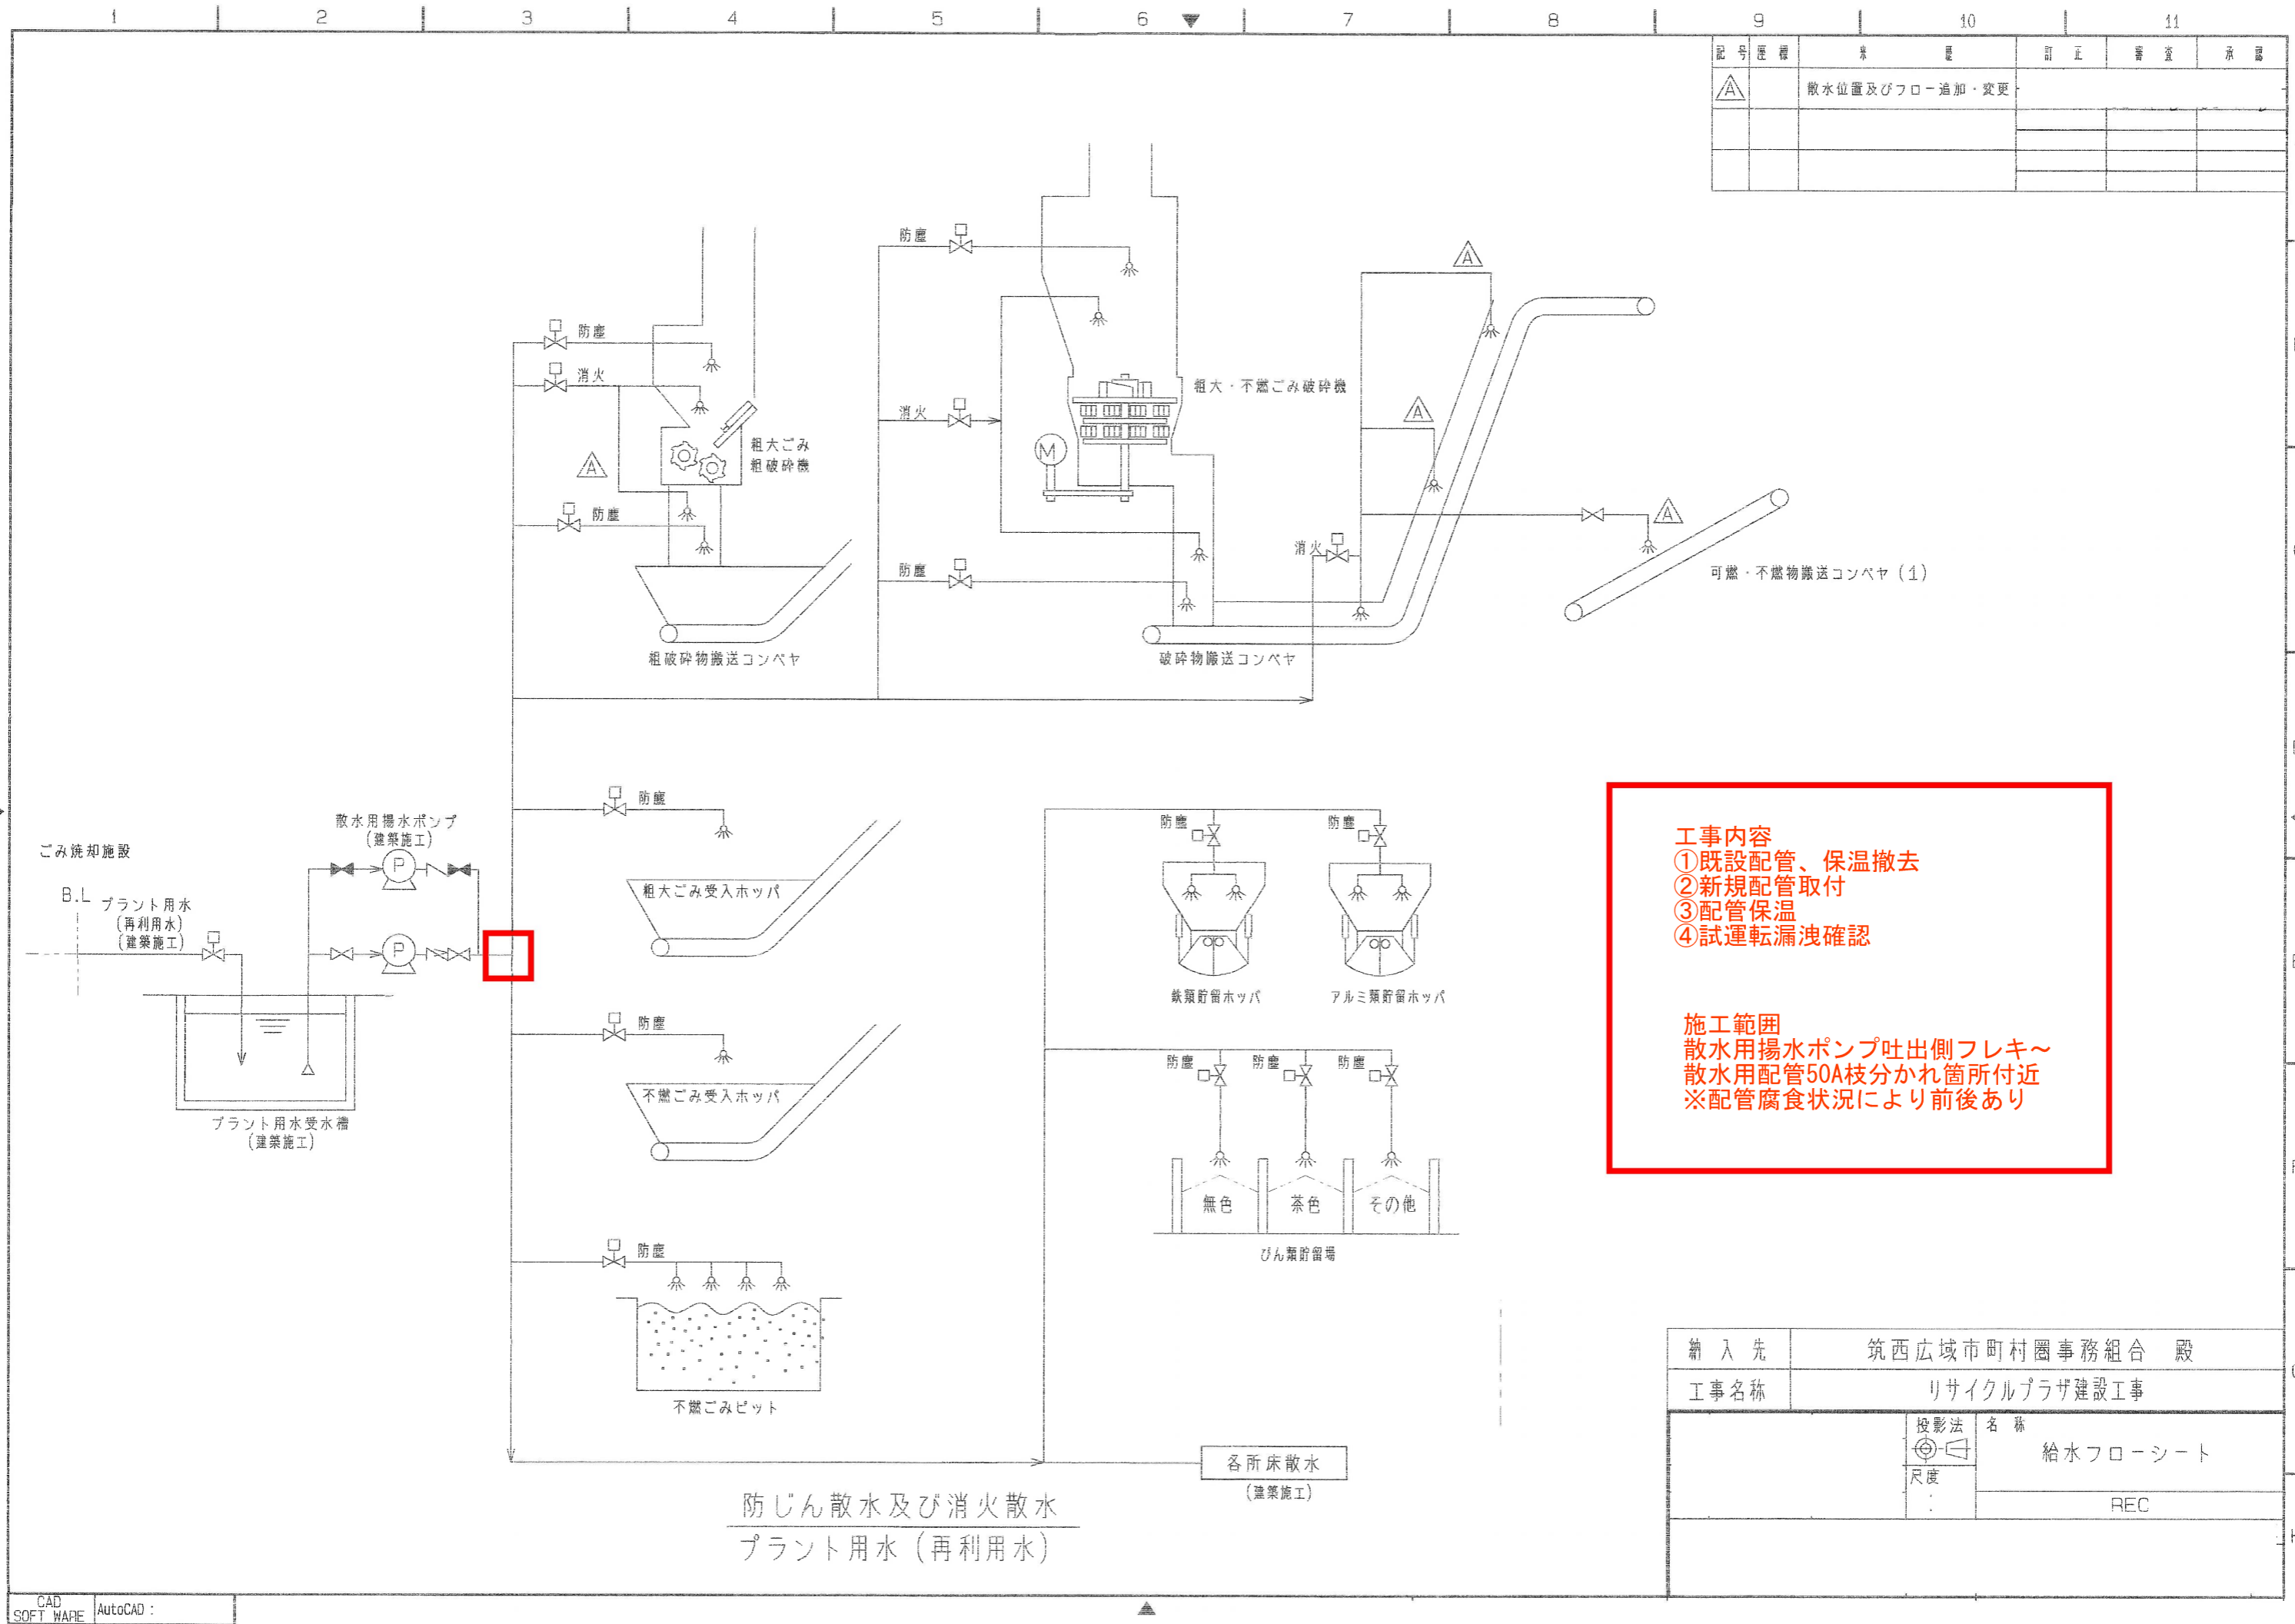 1 2 3 4 5 6 7 8 9 10 11
記号 座標 来歴 訂正 審査 承認
A 散水位置及びフロー追加・変更
防塵
消火
A
防塵
粗大ごみ
粗破砕機
粗破砕物搬送コンベヤ
防塵
消火
防塵
M
粗大・不燃ごみ破砕機
破砕物搬送コンベヤ
A
A
A
消火
可燃・不燃物搬送コンベヤ(1)
ごみ焼却施設
B.L
プラント用水
(再利用水)
(建築施工)
散水用揚水ポンプ
(建築施工)
P
P
プラント用水受水槽
(建築施工)
防塵
粗大ごみ受入ホッパ
防塵
不燃ごみ受入ホッパ
防塵
不燃ごみピット
防塵 防塵
鉄類貯留ホッパ アルミ類貯留ホッパ
防塵 防塵 防塵
無色 茶色 その他
びん類貯留場
各所床散水
(建築施工)
工事内容
①既設配管、保温撤去
②新規配管取付
③配管保温
④試運転漏洩確認
施工範囲
散水用揚水ポンプ吐出側フレキ～
散水用配管50A枝分かれ箇所付近
※配管腐食状況により前後あり
防じん散水及び消火散水
プラント用水(再利用水)
納入先 筑西広域市町村圏事務組合 殿
工事名称 リサイクルプラザ建設工事
投影法 名称
給水フローシート
尺度
:
REC
CAD
SOFT WARE AutoCAD :